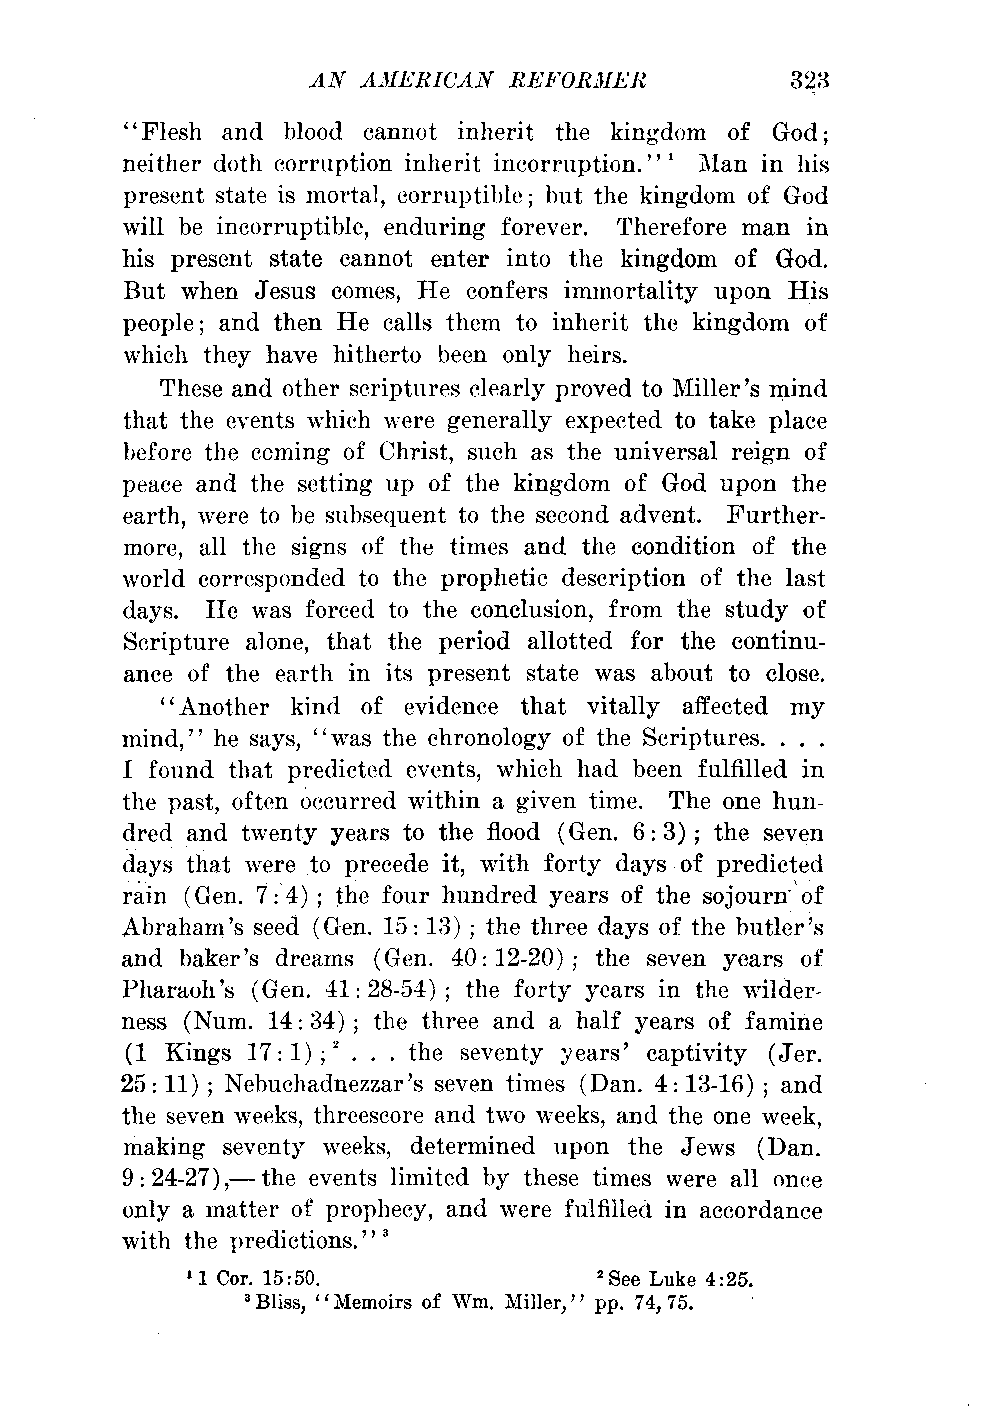 AN AMERICAN REFORMER 323
"Flesh and blood cannot inherit the kingdom of God;
neither doth corruption inherit incorruption."¹ Man in his
present state is mortal, corruptible; but the kingdom of God
will be incorruptible, enduring forever. Therefore man in
his present state cannot enter into the kingdom of God.
But when Jesus comes, He confers immortality upon His
people; and then He calls them to inherit the kingdom of
which they have hitherto been only heirs.
These and other scriptures clearly proved to Miller's mind
that the events which were generally expected to take place
before the coming of Christ, such as the universal reign of
peace and the setting up of the kingdom of God upon the
earth, were to be subsequent to the second advent. Further-
more, all the signs of the times and the condition of the
world corresponded to the prophetic description of the last
days. He was forced to the conclusion, from the study of
Scripture alone, that the period allotted for the continu-
ance of the earth in its present state was about to close.
"Another kind of evidence that vitally affected my
mind," he says, "was the chronology of the Scriptures. . . .
I found that predicted events, which had been fulfilled in
the past, often occurred within a given time. The one hun-
dred and twenty years to the flood (Gen. 6:3); the seven
days that were to precede it, with forty days of predicted
rain (Gen. 7:4); the four hundred years of the sojourn of
Abraham's seed (Gen. 15:13); the three days of the butler's
and baker's dreams (Gen. 40:12-20); the seven years of
Pharaoh's (Gen. 41:28-54); the forty years in the wilder-
ness (Num. 14:34); the three and a half years of famine
(1 Kings 17:1);² . . . the seventy years' captivity (Jer.
25:11); Nebuchadnezzar's seven times (Dan. 4:13-16); and
the seven weeks, threescore and two weeks, and the one week,
making seventy weeks, determined upon the Jews (Dan.
9:24-27),—the events limited by these times were all once
only a matter of prophecy, and were fulfilled in accordance
with the predictions."³
¹ 1 Cor. 15:50. ² See Luke 4:25.
³ Bliss, "Memoirs of Wm. Miller," pp. 74, 75.